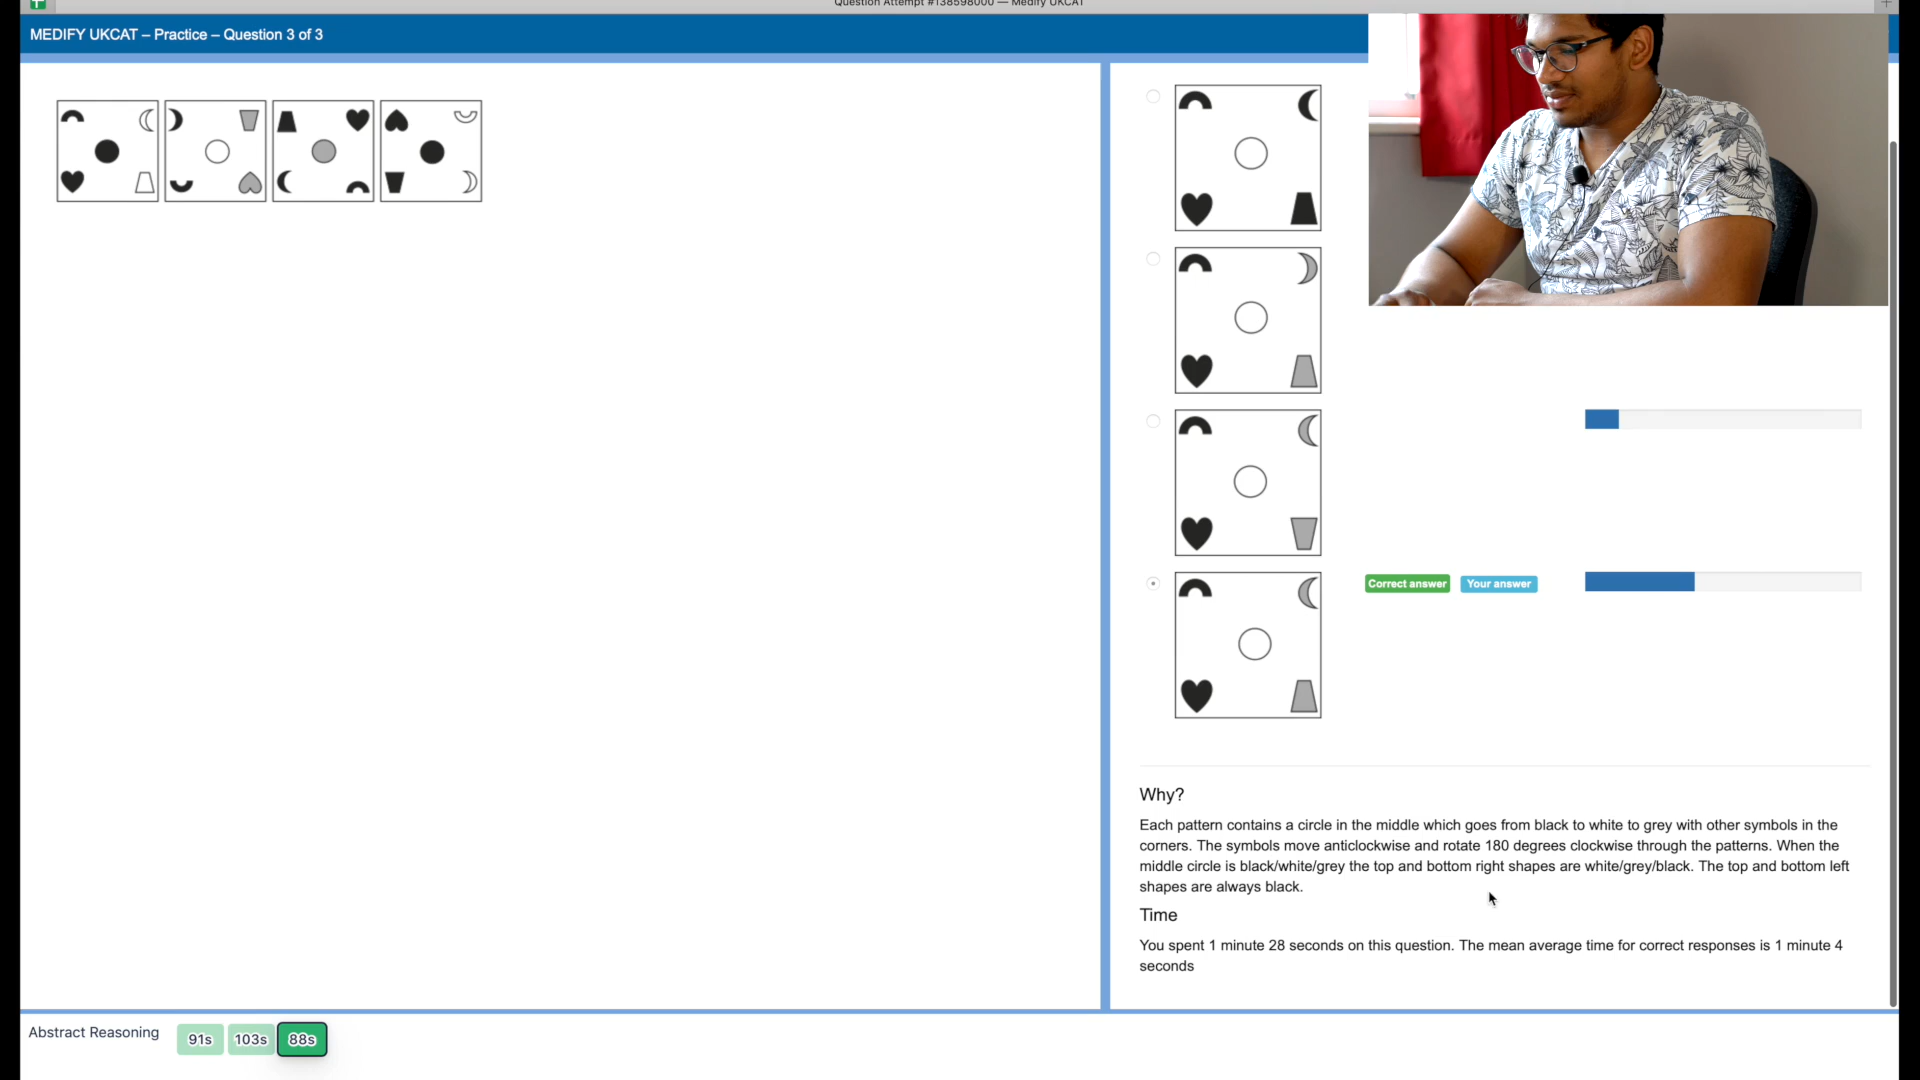 Question Attempt #138598000 — Medify UKCAT
MEDIFY UKCAT – Practice – Question 3 of 3
Correct answer
Your answer
Why?
Each pattern contains a circle in the middle which goes from black to white to grey with other symbols in the
corners. The symbols move anticlockwise and rotate 180 degrees clockwise through the patterns. When the
middle circle is black/white/grey the top and bottom right shapes are white/grey/black. The top and bottom left
shapes are always black.
Time
You spent 1 minute 28 seconds on this question. The mean average time for correct responses is 1 minute 4
seconds
Abstract Reasoning
91s
103s
88s